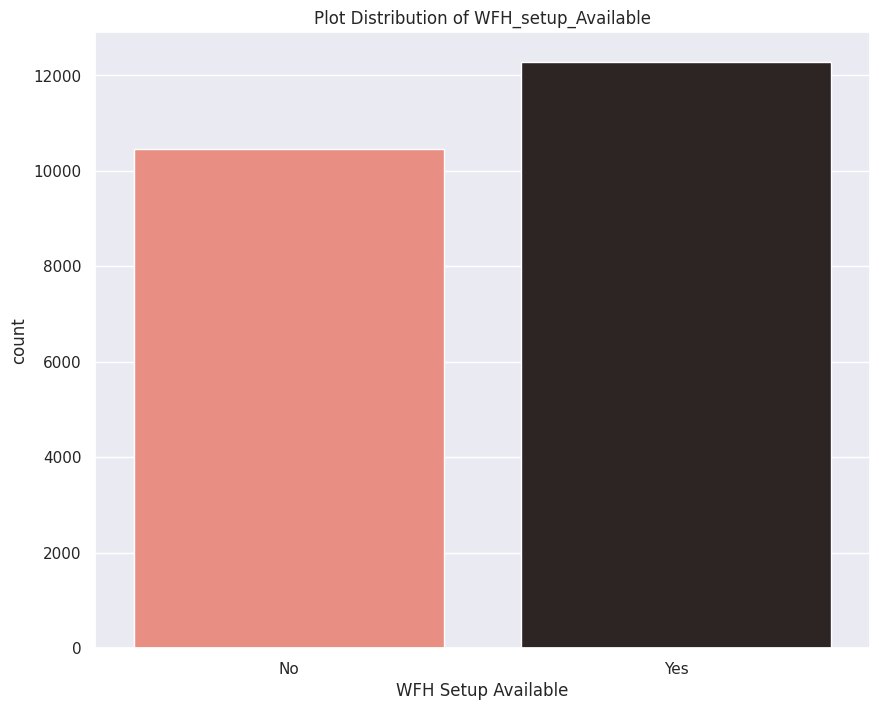 Plot Distribution of WFH_setup_Available
12000
10000
8000
6000
4000
2000
0
count
No
Yes
WFH Setup Available